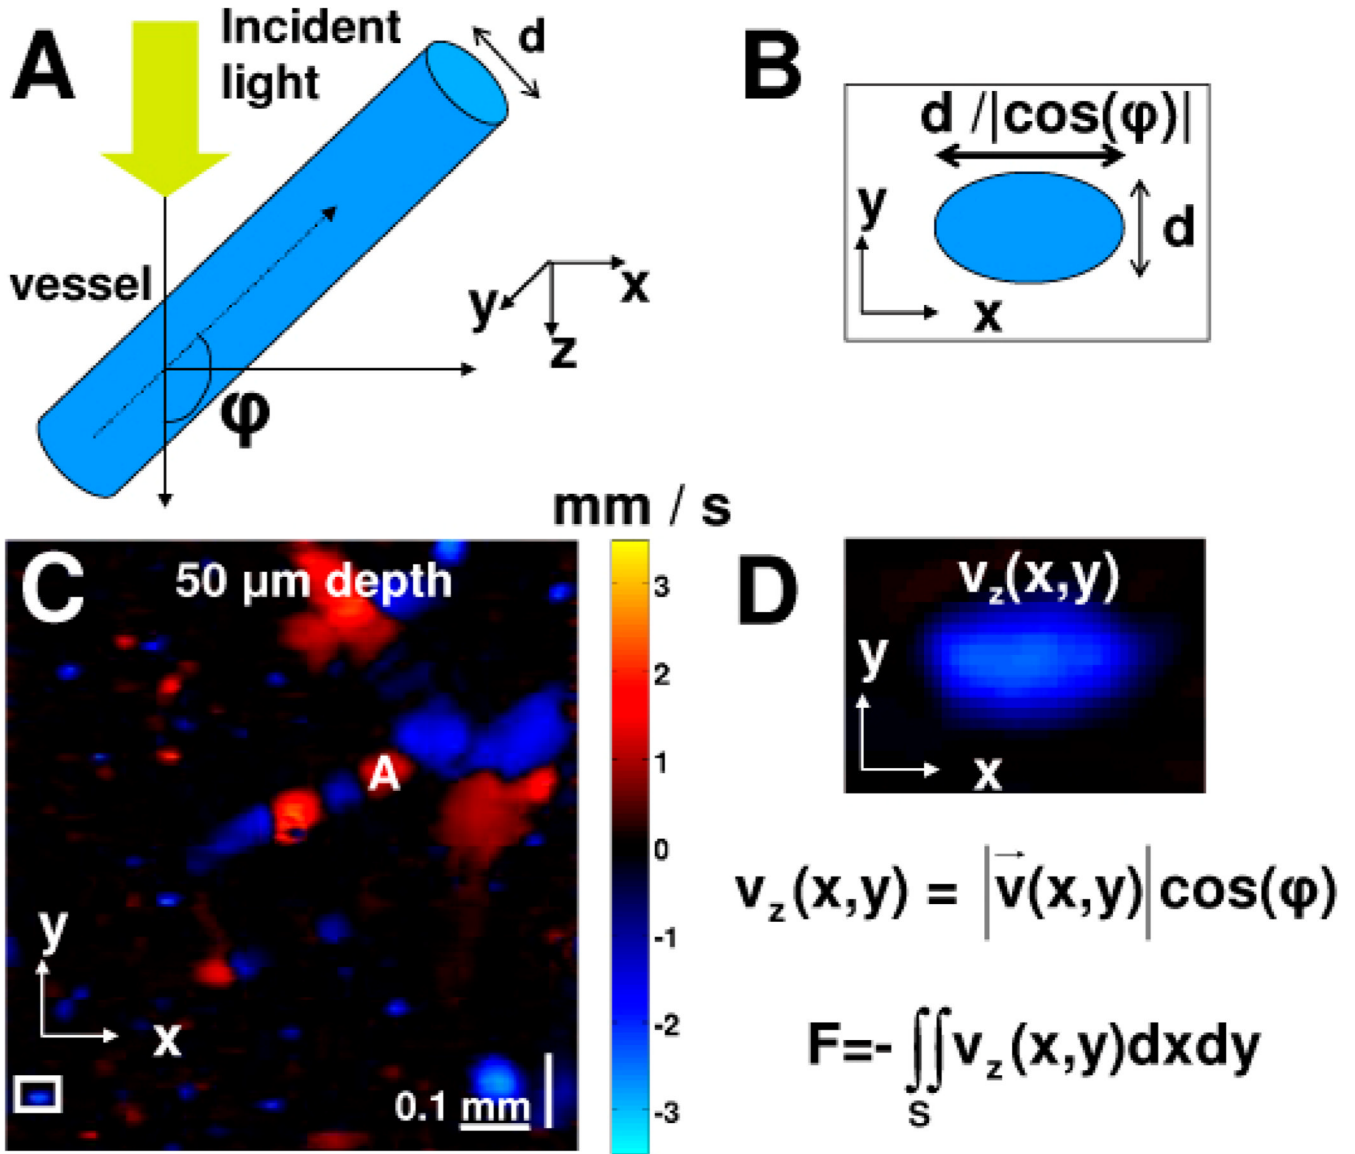 A
Incident
light
d
vessel
φ
x
y
z
B
d /|cos(φ)|
y
d
x
mm / s
C
50 µm depth
A
y
x
0.1 mm
3
2
1
0
-1
-2
-3
D
v_z(x,y)
y
x
v_z(x,y) = |v⃗(x,y)|cos(φ)
F=-∬_S v_z(x,y)dxdy